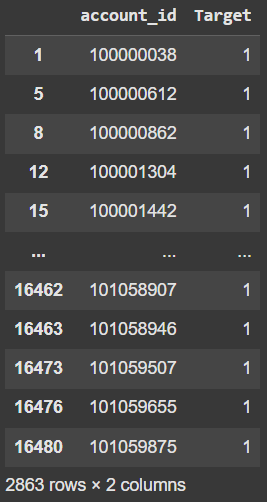 account_id Target
1 100000038 1
5 100000612 1
8 100000862 1
12 100001304 1
15 100001442 1
... ... ...
16462 101058907 1
16463 101058946 1
16473 101059507 1
16476 101059655 1
16480 101059875 1
2863 rows × 2 columns